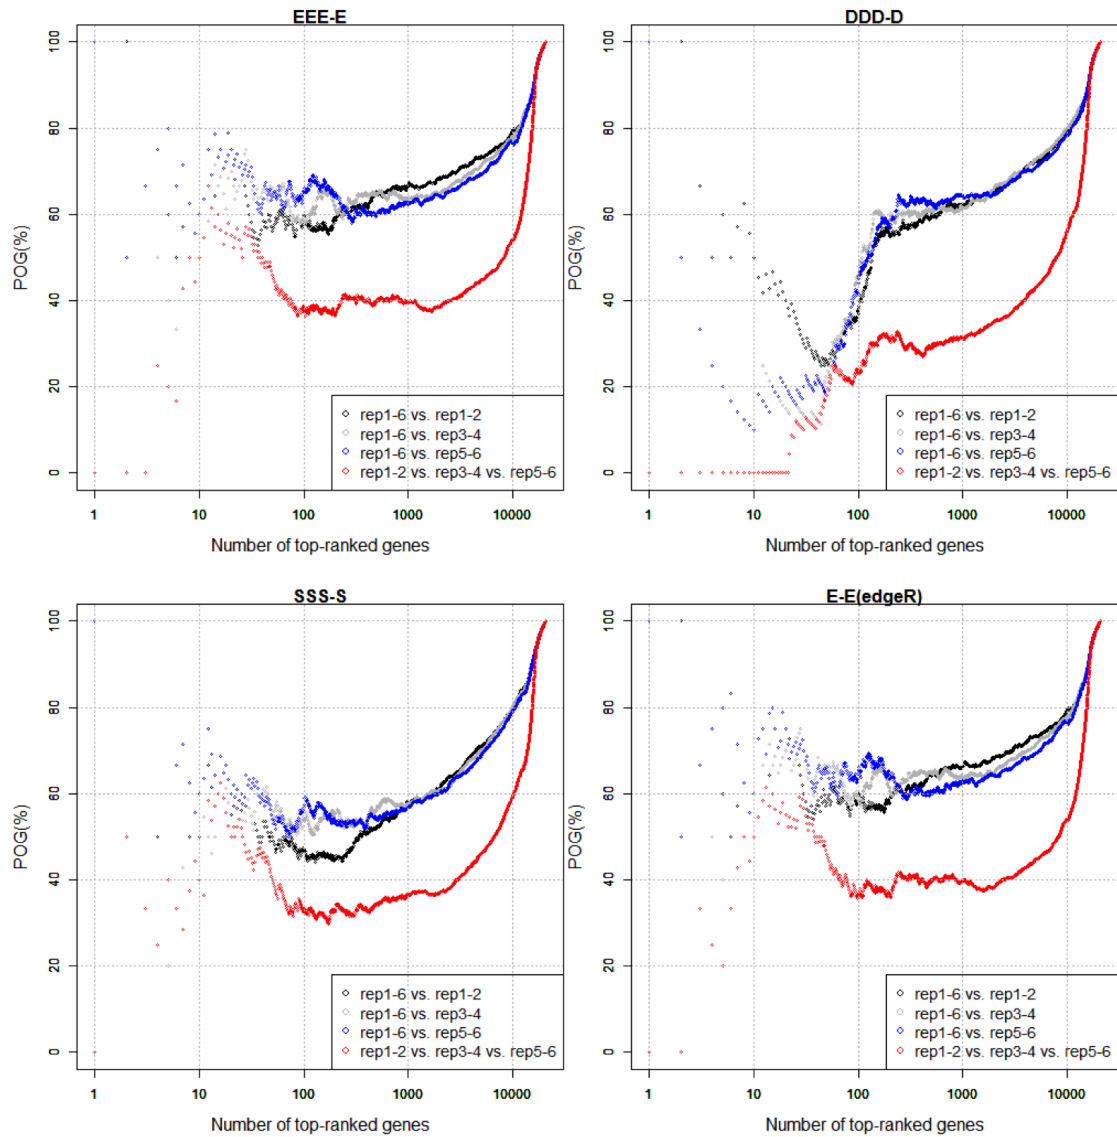 EEE-E
POG(%)
100
80
60
40
20
0
rep1-6 vs. rep1-2
rep1-6 vs. rep3-4
rep1-6 vs. rep5-6
rep1-2 vs. rep3-4 vs. rep5-6
1 10 100 1000 10000
Number of top-ranked genes
DDD-D
POG(%)
100
80
60
40
20
0
rep1-6 vs. rep1-2
rep1-6 vs. rep3-4
rep1-6 vs. rep5-6
rep1-2 vs. rep3-4 vs. rep5-6
1 10 100 1000 10000
Number of top-ranked genes
SSS-S
POG(%)
100
80
60
40
20
0
rep1-6 vs. rep1-2
rep1-6 vs. rep3-4
rep1-6 vs. rep5-6
rep1-2 vs. rep3-4 vs. rep5-6
1 10 100 1000 10000
Number of top-ranked genes
E-E(edgeR)
POG(%)
100
80
60
40
20
0
rep1-6 vs. rep1-2
rep1-6 vs. rep3-4
rep1-6 vs. rep5-6
rep1-2 vs. rep3-4 vs. rep5-6
1 10 100 1000 10000
Number of top-ranked genes